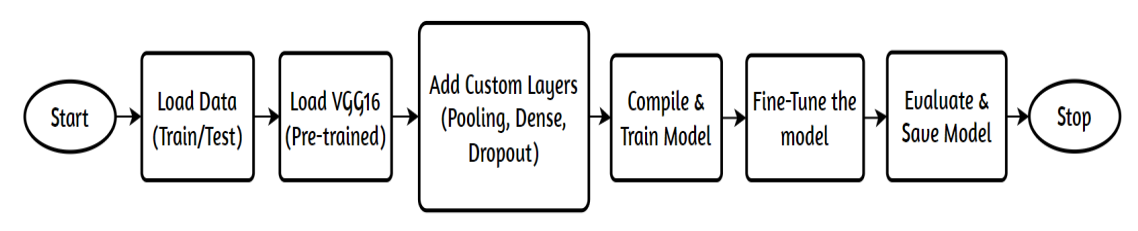 Start
Load Data
(Train/Test)
Load VGG16
(Pre-trained)
Add Custom Layers
(Pooling, Dense,
Dropout)
Compile &
Train Model
Fine-Tune the
model
Evaluate &
Save Model
Stop